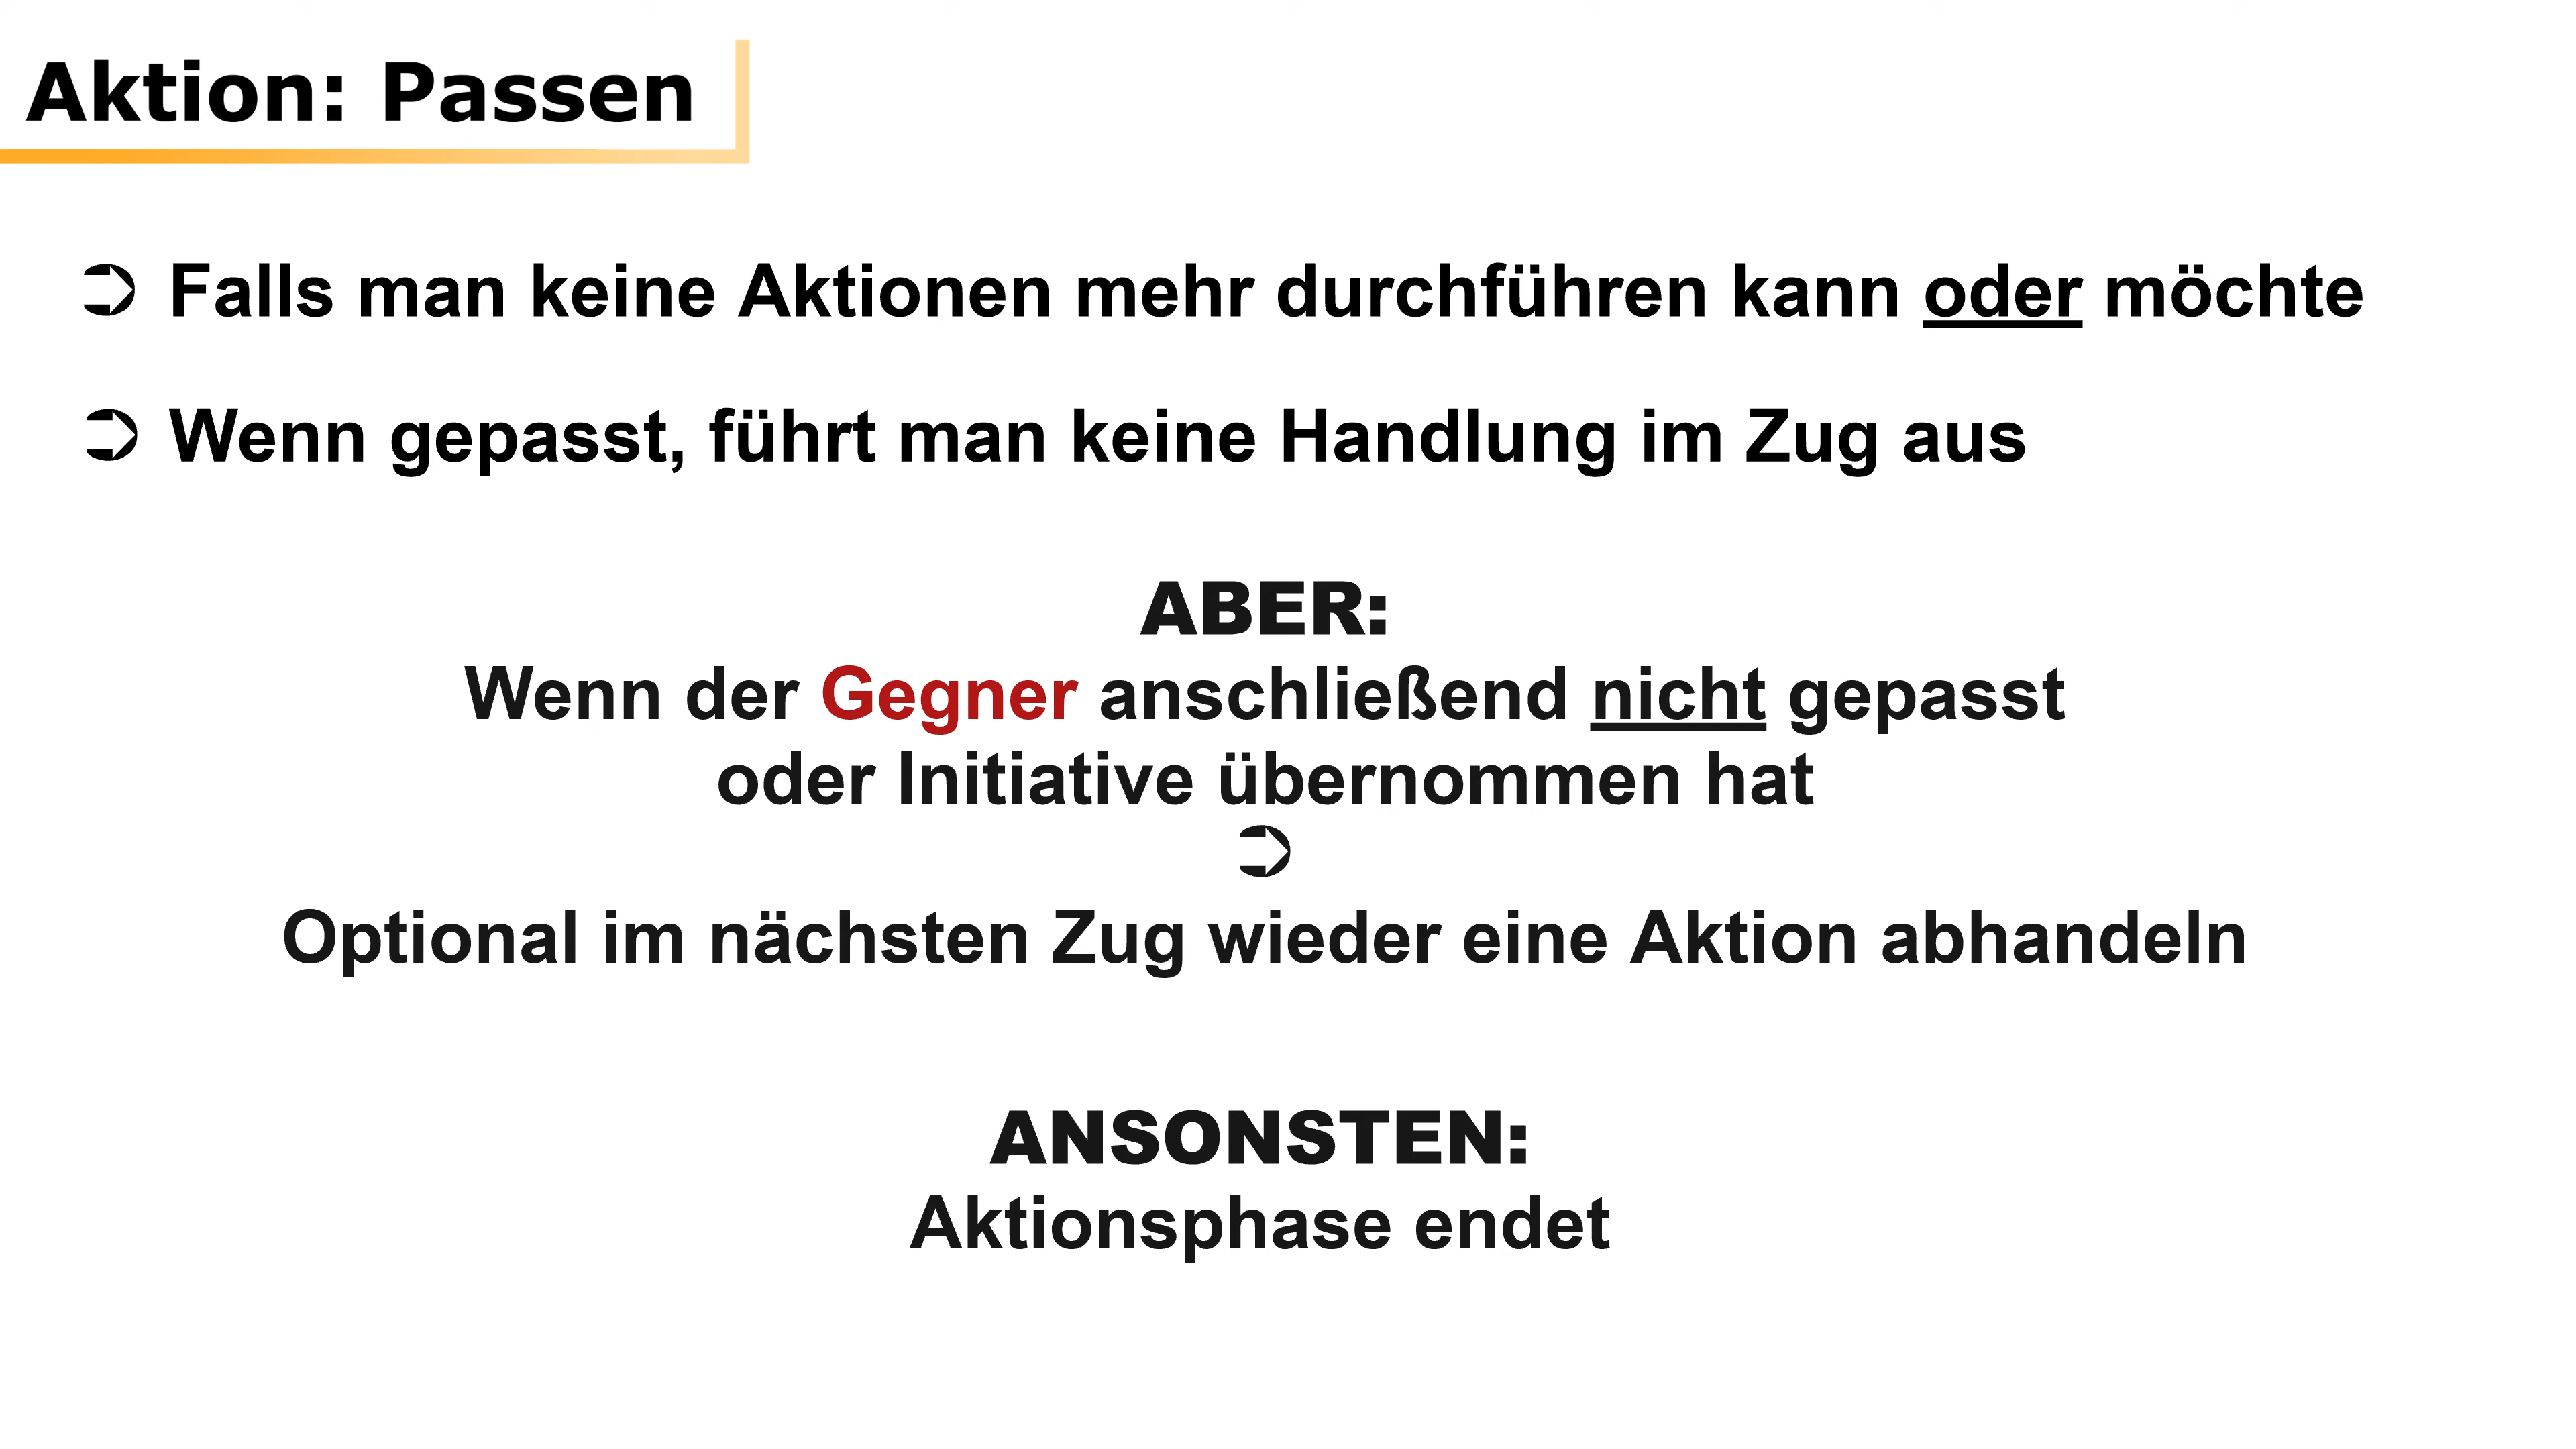 Aktion: Passen
➲ Falls man keine Aktionen mehr durchführen kann oder möchte
➲ Wenn gepasst, führt man keine Handlung im Zug aus
ABER:
Wenn der Gegner anschließend nicht gepasst
oder Initiative übernommen hat
➲
Optional im nächsten Zug wieder eine Aktion abhandeln
ANSONSTEN:
Aktionsphase endet